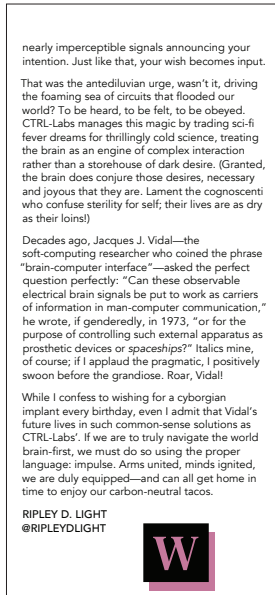 nearly imperceptible signals announcing your
intention. Just like that, your wish becomes input.
That was the antediluvian urge, wasn't it, driving
the foaming sea of circuits that flooded our
world? To be heard, to be felt, to be obeyed.
CTRL-Labs manages this magic by trading sci-fi
fever dreams for thrillingly cold science, treating
the brain as an engine of complex interaction
rather than a storehouse of dark desire. (Granted,
the brain does conjure those desires, necessary
and joyous that they are. Lament the cognoscenti
who confuse sterility for self; their lives are as dry
as their loins!)
Decades ago, Jacques J. Vidal—the
soft-computing researcher who coined the phrase
"brain-computer interface"—asked the perfect
question perfectly: "Can these observable
electrical brain signals be put to work as carriers
of information in man-computer communication,"
he wrote, if genderedly, in 1973, "or for the
purpose of controlling such external apparatus as
prosthetic devices or spaceships?" Italics mine,
of course; if I applaud the pragmatic, I positively
swoon before the grandiose. Roar, Vidal!
While I confess to wishing for a cyborgian
implant every birthday, even I admit that Vidal's
future lives in such common-sense solutions as
CTRL-Labs'. If we are to truly navigate the world
brain-first, we must do so using the proper
language: impulse. Arms united, minds ignited,
we are duly equipped—and can all get home in
time to enjoy our carbon-neutral tacos.
RIPLEY D. LIGHT
@RIPLEYDLIGHT
W